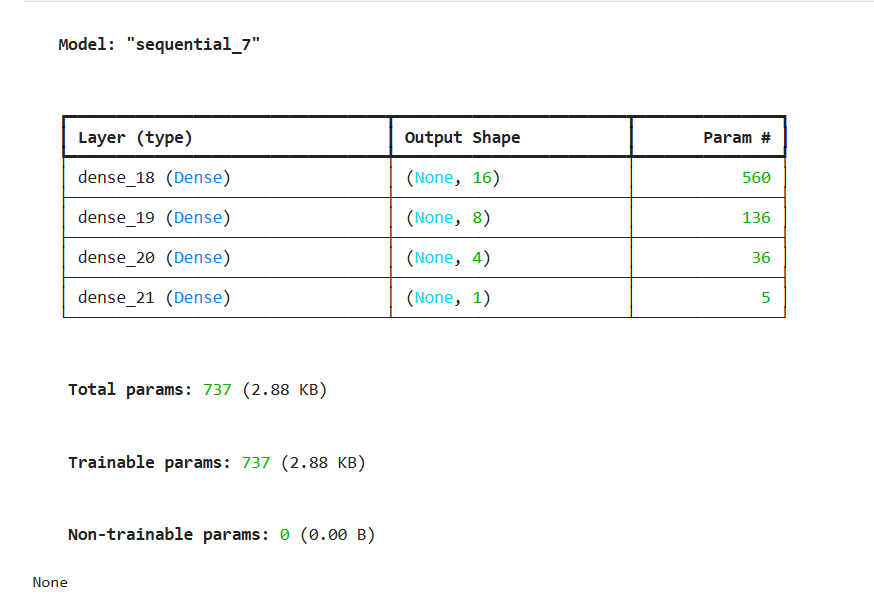 Model: "sequential_7"
Layer (type) Output Shape Param #
dense_18 (Dense) (None, 16) 560
dense_19 (Dense) (None, 8) 136
dense_20 (Dense) (None, 4) 36
dense_21 (Dense) (None, 1) 5
Total params: 737 (2.88 KB)
Trainable params: 737 (2.88 KB)
Non-trainable params: 0 (0.00 B)
None